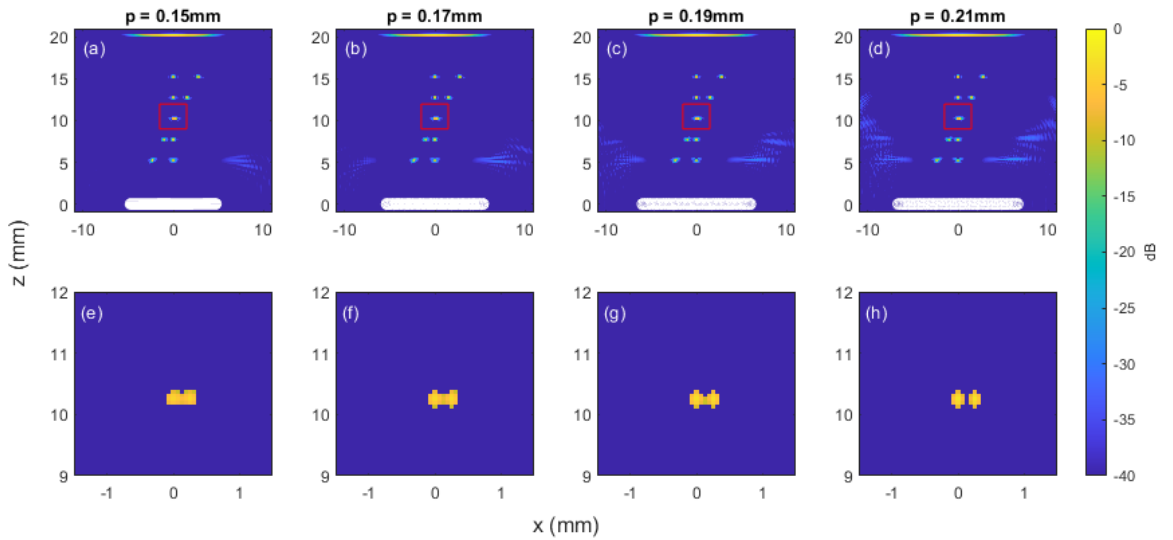 p = 0.15mm p = 0.17mm p = 0.19mm p = 0.21mm
(a) (b) (c) (d)
20 20 20 20 0
15 15 15 15 -5
10 10 10 10 -10
5 5 5 5 -15
0 0 0 0
-10 0 10 -10 0 10 -10 0 10 -10 0 10 -20
z (mm)
dB
12 12 12 12 -25
(e) (f) (g) (h)
11 11 11 11 -30
10 10 10 10 -35
9 9 9 9 -40
-1 0 1 -1 0 1 -1 0 1 -1 0 1
x (mm)